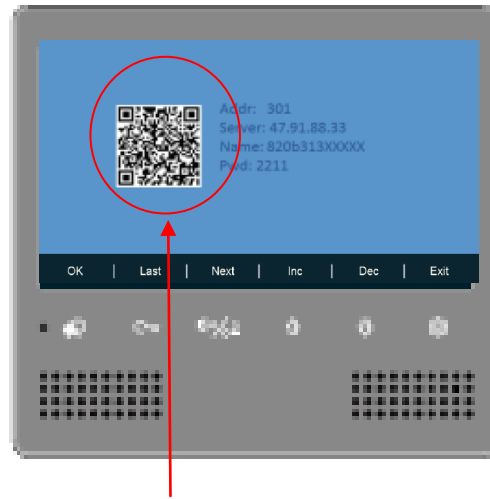 Addr: 301
Server: 47.91.88.33
Name: 820b313XXXXX
Pwd: 2211
OK | Last | Next | Inc | Dec | Exit